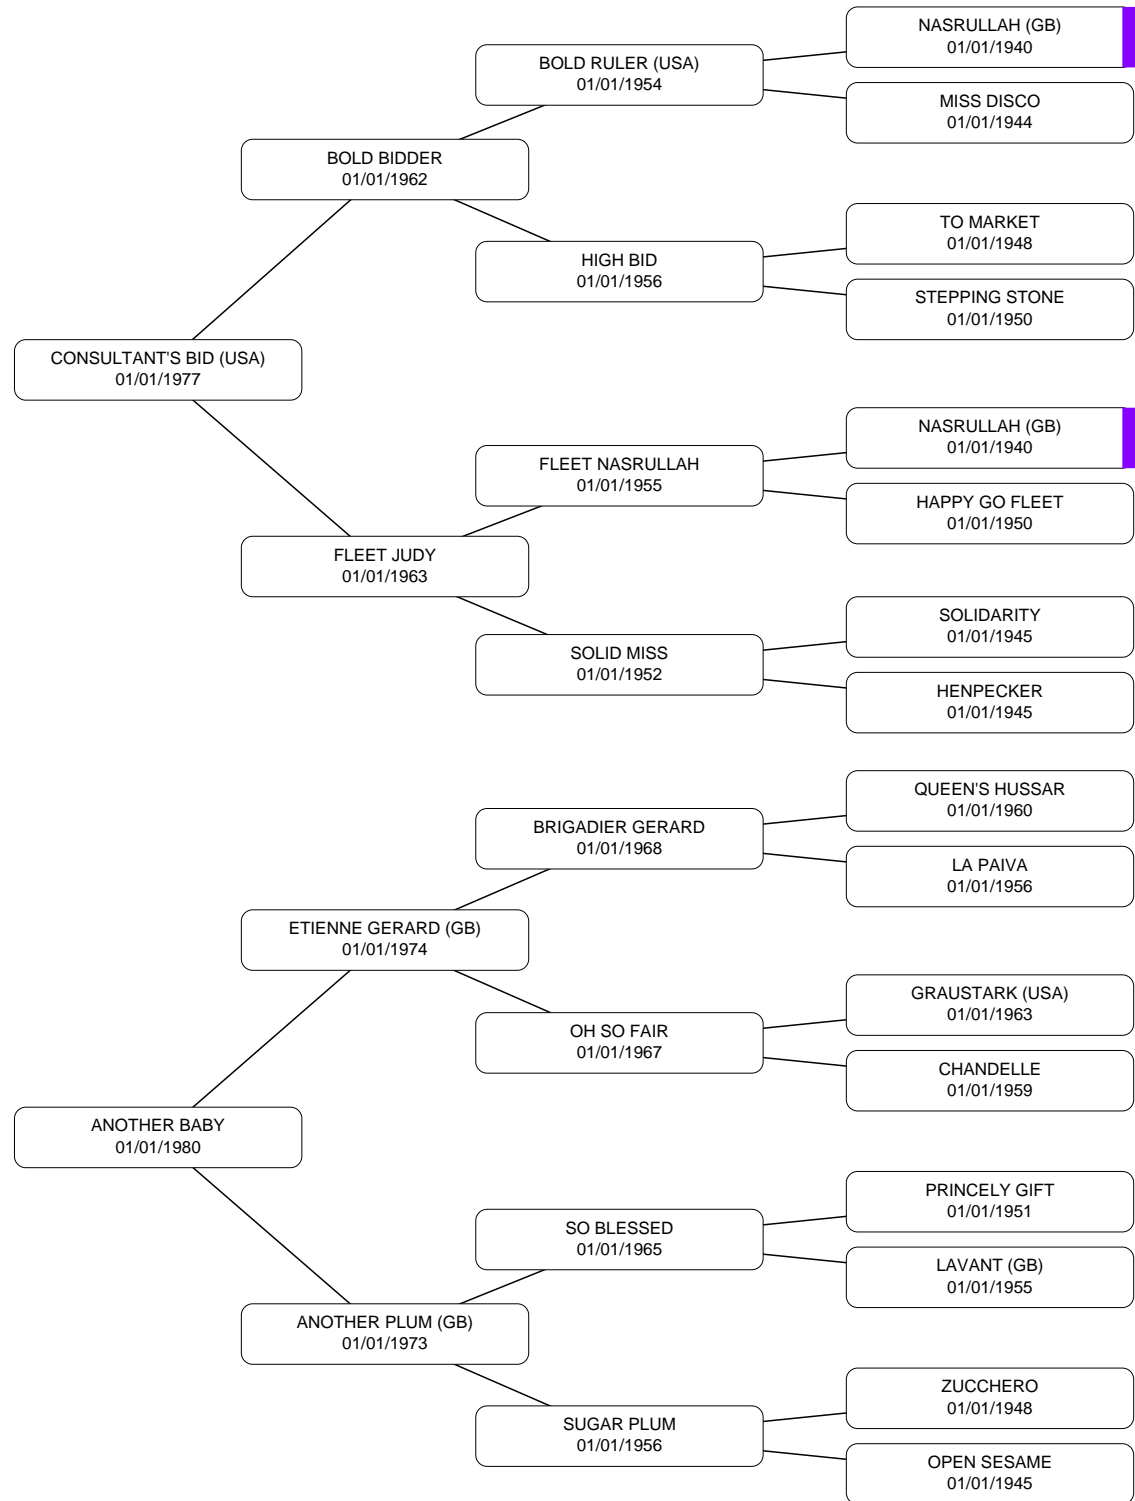 NASRULLAH (GB)
01/01/1940
BOLD RULER (USA)
01/01/1954
MISS DISCO
01/01/1944
BOLD BIDDER
01/01/1962
TO MARKET
01/01/1948
HIGH BID
01/01/1956
STEPPING STONE
01/01/1950
CONSULTANT'S BID (USA)
01/01/1977
NASRULLAH (GB)
01/01/1940
FLEET NASRULLAH
01/01/1955
HAPPY GO FLEET
01/01/1950
FLEET JUDY
01/01/1963
SOLIDARITY
01/01/1945
SOLID MISS
01/01/1952
HENPECKER
01/01/1945
QUEEN'S HUSSAR
01/01/1960
BRIGADIER GERARD
01/01/1968
LA PAIVA
01/01/1956
ETIENNE GERARD (GB)
01/01/1974
GRAUSTARK (USA)
01/01/1963
OH SO FAIR
01/01/1967
CHANDELLE
01/01/1959
ANOTHER BABY
01/01/1980
PRINCELY GIFT
01/01/1951
SO BLESSED
01/01/1965
LAVANT (GB)
01/01/1955
ANOTHER PLUM (GB)
01/01/1973
ZUCCHERO
01/01/1948
SUGAR PLUM
01/01/1956
OPEN SESAME
01/01/1945